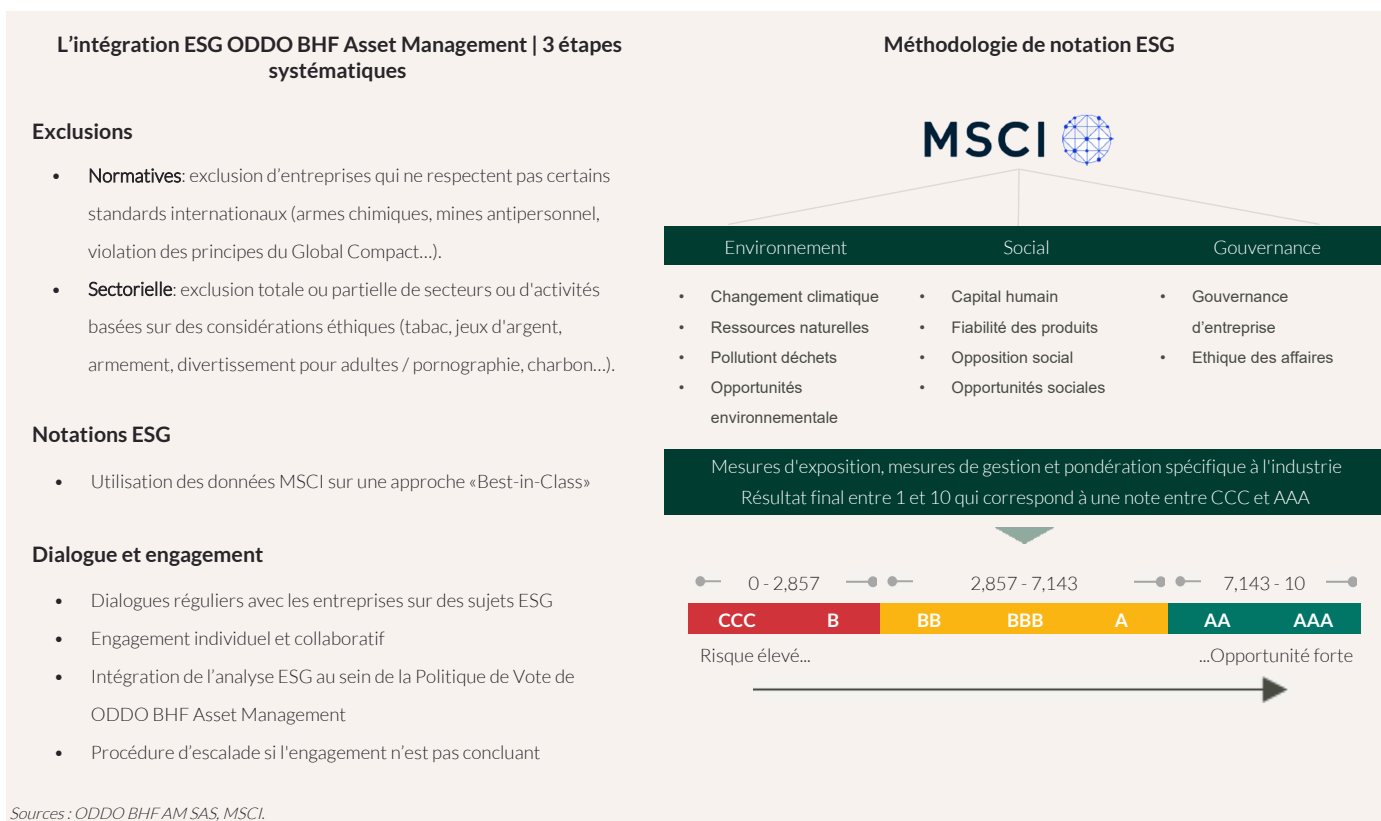 L’intégration ESG ODDO BHF Asset Management | 3 étapes
systématiques
Exclusions
• Normatives: exclusion d’entreprises qui ne respectent pas certains
standards internationaux (armes chimiques, mines antipersonnel,
violation des principes du Global Compact…).
• Sectorielle: exclusion totale ou partielle de secteurs ou d'activités
basées sur des considérations éthiques (tabac, jeux d'argent,
armement, divertissement pour adultes / pornographie, charbon…).
Notations ESG
• Utilisation des données MSCI sur une approche «Best-in-Class»
Dialogue et engagement
• Dialogues réguliers avec les entreprises sur des sujets ESG
• Engagement individuel et collaboratif
• Intégration de l’analyse ESG au sein de la Politique de Vote de
ODDO BHF Asset Management
• Procédure d’escalade si l'engagement n’est pas concluant
Méthodologie de notation ESG
MSCI
Environnement
• Changement climatique
• Ressources naturelles
• Pollutiont déchets
• Opportunités
environnementale
Social
• Capital humain
• Fiabilité des produits
• Opposition social
• Opportunités sociales
Gouvernance
• Gouvernance
d’entreprise
• Ethique des affaires
Mesures d'exposition, mesures de gestion et pondération spécifique à l'industrie
Résultat final entre 1 et 10 qui correspond à une note entre CCC et AAA
0 - 2,857 2,857 - 7,143 7,143 - 10
CCC B BB BBB A AA AAA
Risque élevé... ...Opportunité forte
Sources : ODDO BHF AM SAS, MSCI.